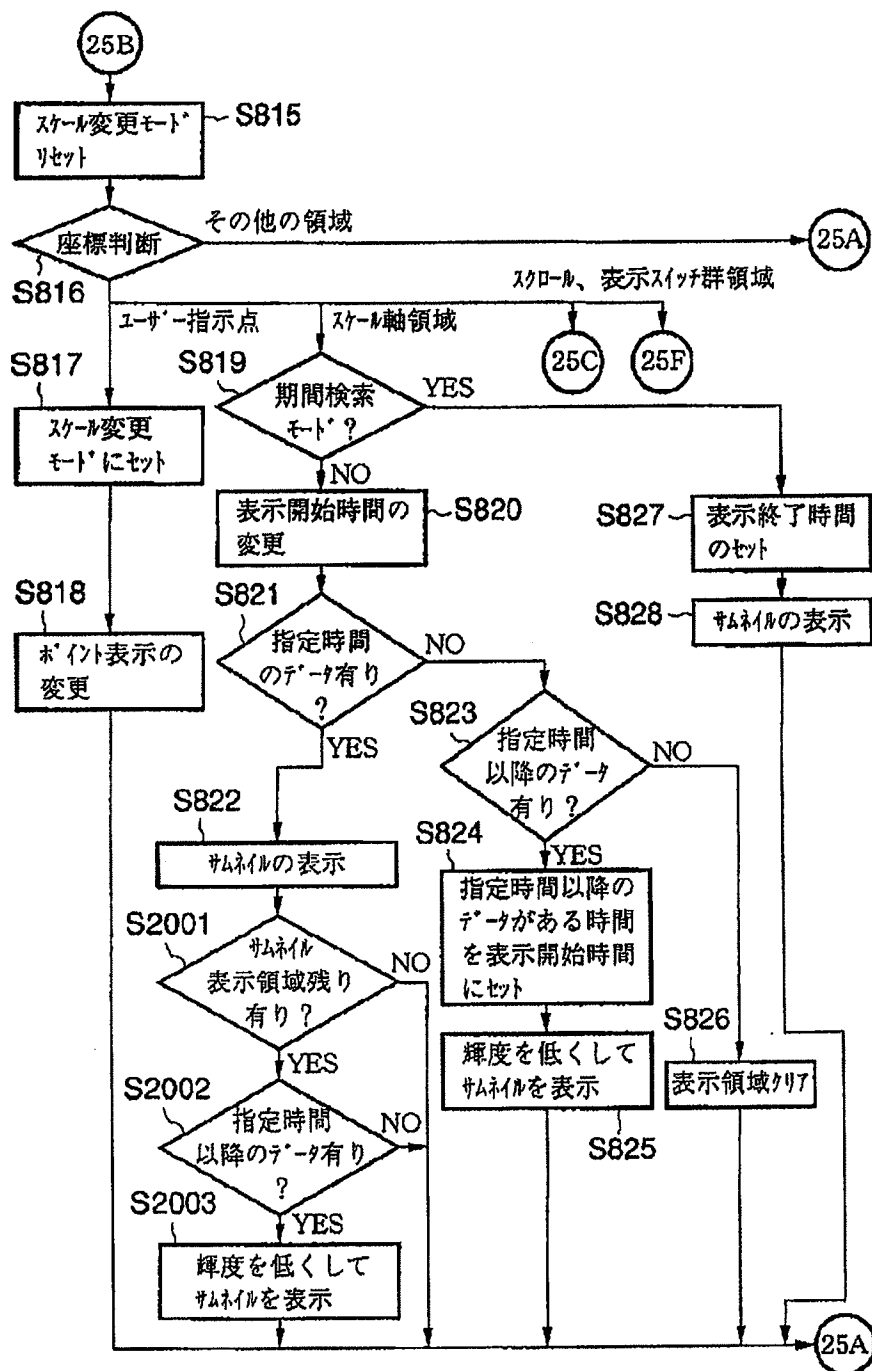 25B
S815
スケール変更モード
リセット
座標判断
その他の領域
25A
S816
スクロール、表示スイッチ群領域
ユーザー指示点
スケール軸領域
25C
25F
S817
スケール変更
モードにセット
S819
期間検索
モード?
YES
NO
S820
表示開始時間の
変更
S827
表示終了時間
のセット
S828
サムネイルの表示
S818
ポイント表示の
変更
S821
指定時間
のデータ有り
?
NO
YES
S823
指定時間
以降のデータ
有り?
NO
YES
S822
サムネイルの表示
S824
指定時間以降の
データがある時間
を表示開始時間
にセット
S2001
サムネイル
表示領域残り
有り?
NO
YES
S825
輝度を低くして
サムネイルを表示
S826
表示領域クリア
S2002
指定時間
以降のデータ有り
?
NO
YES
S2003
輝度を低くして
サムネイルを表示
25A